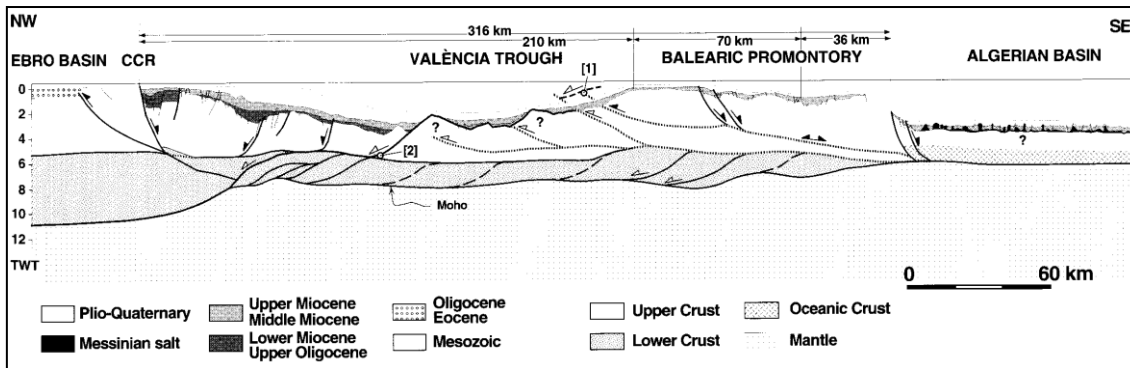 NW
SE
316 km
210 km
70 km
36 km
EBRO BASIN CCR
VALÈNCIA TROUGH
BALEARIC PROMONTORY
ALGERIAN BASIN
[1]
0
2
4
6
8
10
12
TWT
?
?
?
[2]
Moho
0 60 km
Plio-Quaternary
Messinian salt
Upper Miocene
Middle Miocene
Lower Miocene
Upper Oligocene
Oligocene
Eocene
Mesozoic
Upper Crust
Lower Crust
Oceanic Crust
Mantle